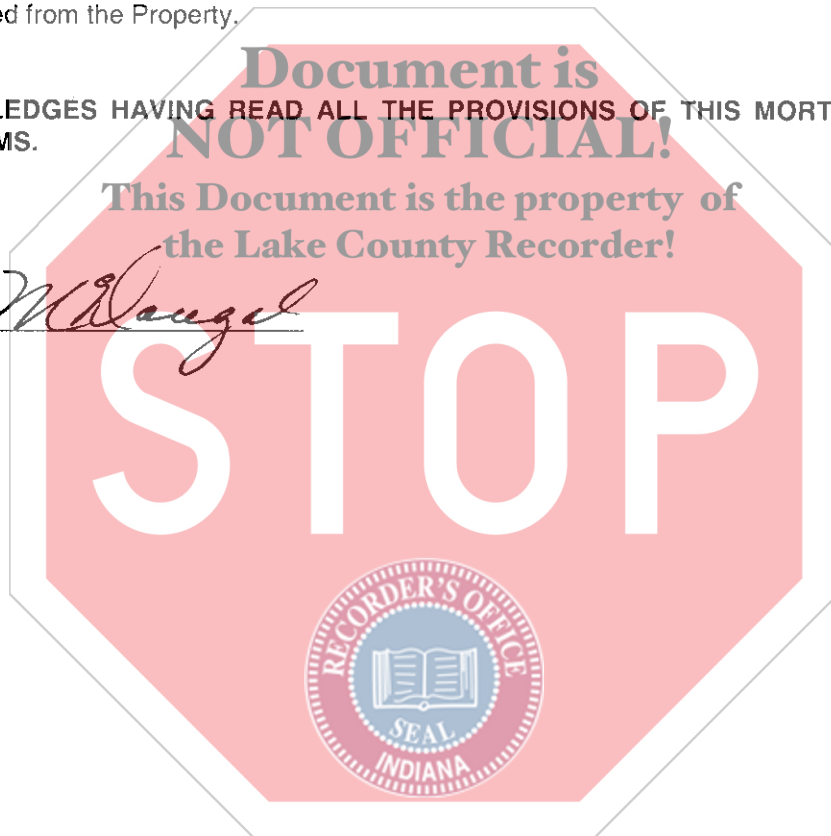 ed from the Property.
Document is
LEDGES HAVING READ ALL THE PROVISIONS OF THIS MORT
NOT OFFICIAL!
MS.
This Document is the property of
the Lake County Recorder!
McDougal
STOP
RECORDER'S OFFICE
SEAL
INDIANA